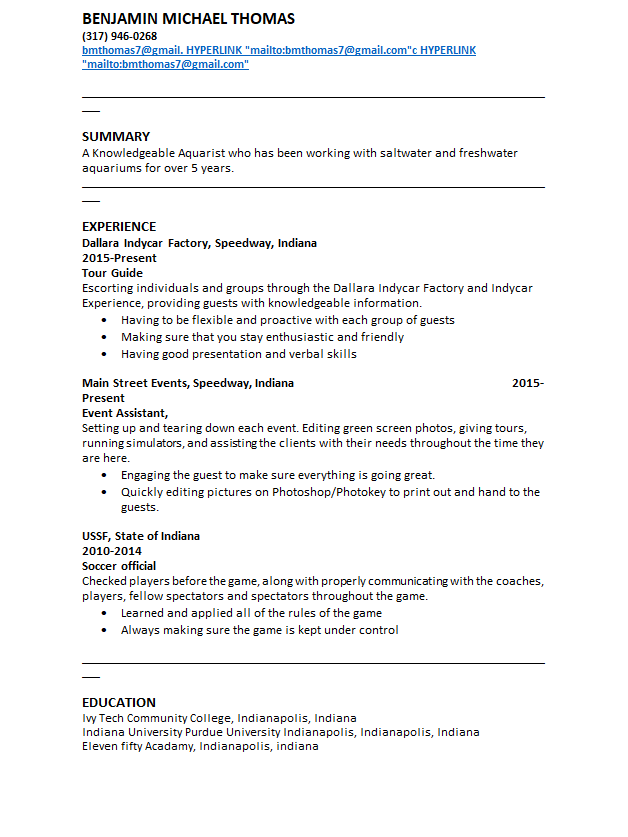 BENJAMIN MICHAEL THOMAS
(317) 946-0268
bmthomas7@gmail. HYPERLINK "mailto:bmthomas7@gmail.com"c HYPERLINK
"mailto:bmthomas7@gmail.com"
SUMMARY
A Knowledgeable Aquarist who has been working with saltwater and freshwater
aquariums for over 5 years.
EXPERIENCE
Dallara Indycar Factory, Speedway, Indiana
2015-Present
Tour Guide
Escorting individuals and groups through the Dallara Indycar Factory and Indycar
Experience, providing guests with knowledgeable information.
• Having to be flexible and proactive with each group of guests
• Making sure that you stay enthusiastic and friendly
• Having good presentation and verbal skills
Main Street Events, Speedway, Indiana 2015-
Present
Event Assistant,
Setting up and tearing down each event. Editing green screen photos, giving tours,
running simulators, and assisting the clients with their needs throughout the time they
are here.
• Engaging the guest to make sure everything is going great.
• Quickly editing pictures on Photoshop/Photokey to print out and hand to the
guests.
USSF, State of Indiana
2010-2014
Soccer official
Checked players before the game, along with properly communicating with the coaches,
players, fellow spectators and spectators throughout the game.
• Learned and applied all of the rules of the game
• Always making sure the game is kept under control
EDUCATION
Ivy Tech Community College, Indianapolis, Indiana
Indiana University Purdue University Indianapolis, Indianapolis, Indiana
Eleven fifty Acadamy, Indianapolis, indiana